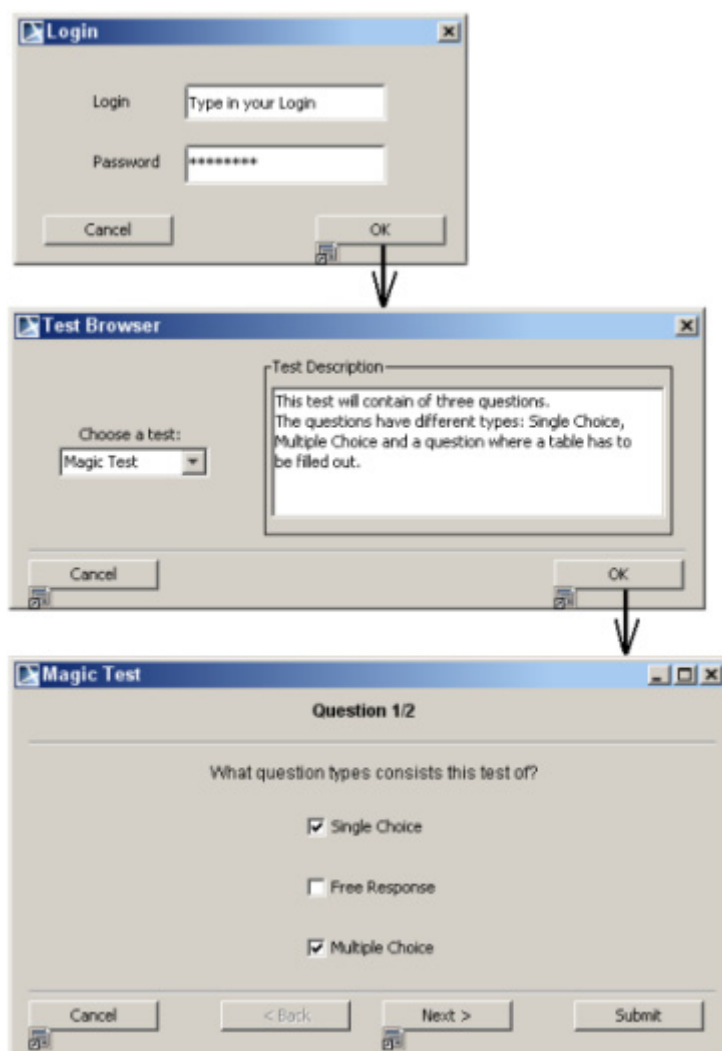 Login
Login
Type in your Login
Password
********
Cancel
OK
Test Browser
Test Description
Choose a test:
Magic Test
This test will contain of three questions.
The questions have different types: Single Choice,
Multiple Choice and a question where a table has to
be filled out.
Cancel
OK
Magic Test
Question 1/2
What question types consists this test of?
Single Choice
Free Response
Multiple Choice
Cancel
< Back
Next >
Submit